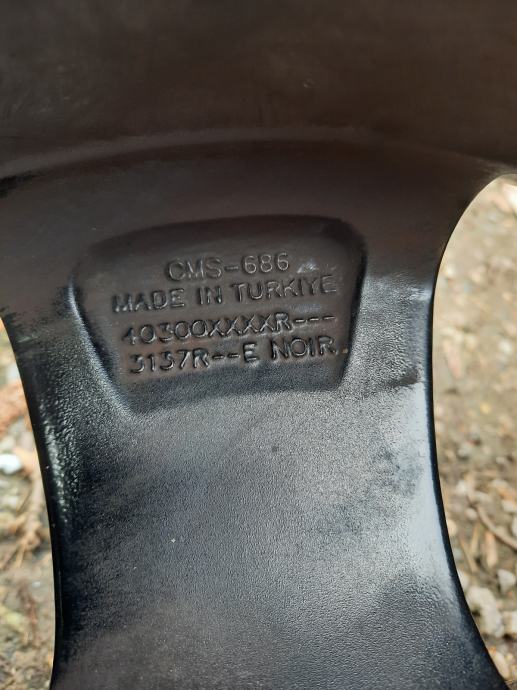 CMS-686
MADE IN TURKIYE
40300XXXXR---
3137R--E NOIR